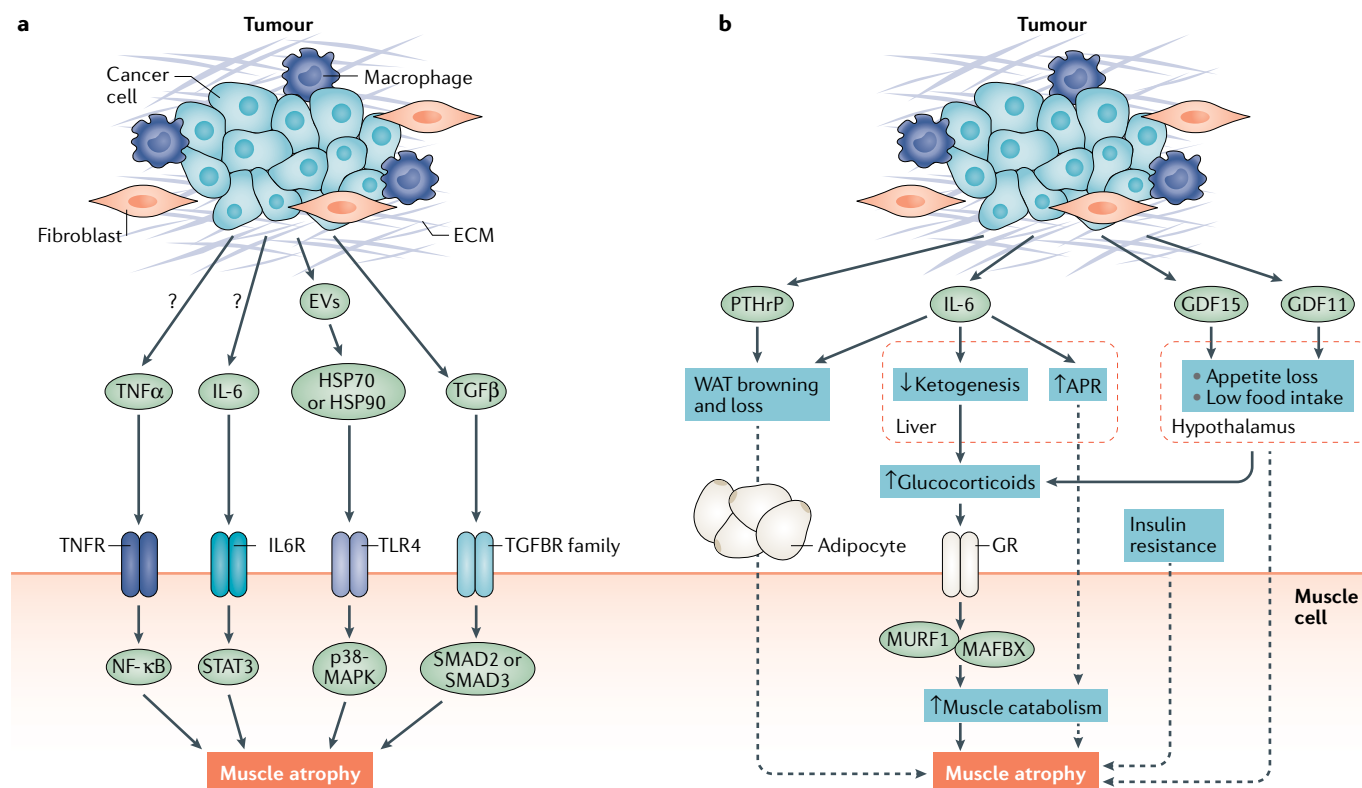 a
Tumour
Cancer
cell
Macrophage
Fibroblast
ECM
?
?
EVs
TNFα
IL-6
HSP70
or HSP90
TGFβ
TNFR
IL6R
TLR4
TGFBR family
NF-κB
STAT3
p38-
MAPK
SMAD2 or
SMAD3
Muscle atrophy
b
Tumour
PTHrP
IL-6
GDF15
GDF11
WAT browning
and loss
↓Ketogenesis
↑APR
Liver
• Appetite loss
• Low food intake
Hypothalamus
↑Glucocorticoids
Adipocyte
GR
Insulin
resistance
Muscle
cell
MURF1
MAFBX
↑Muscle catabolism
Muscle atrophy